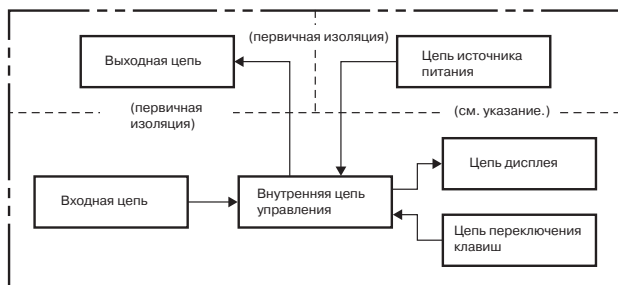 (первичная изоляция)
Выходная цепь
Цепь источника
питания
(первичная
изоляция)
(см. указание.)
Цепь дисплея
Входная цепь
Внутренняя цепь
управления
Цепь переключения
клавиш